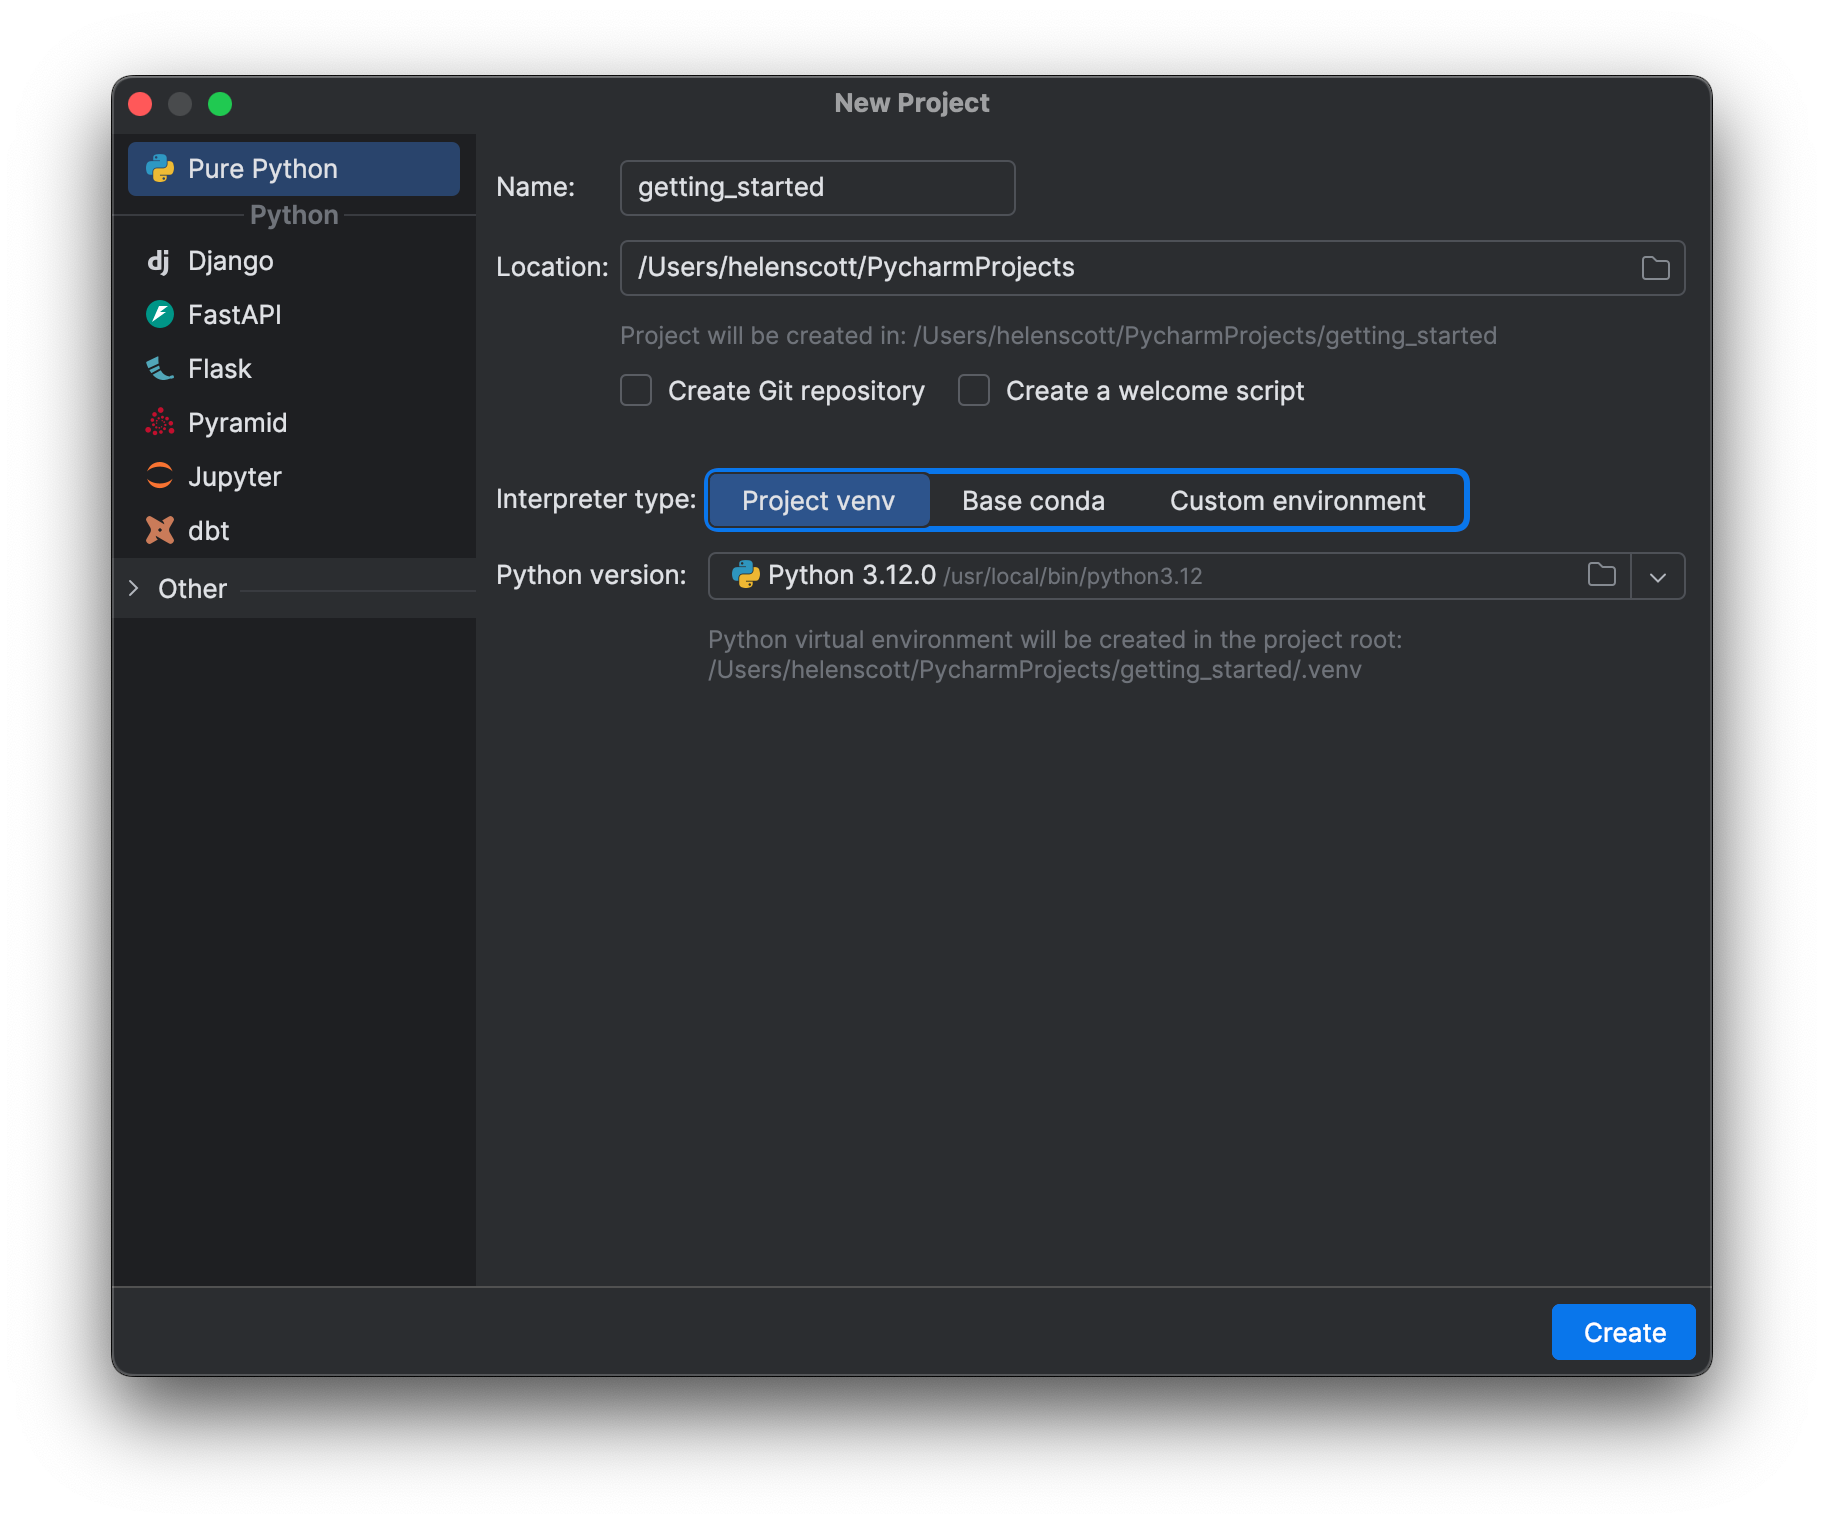 New Project
Pure Python
Python
Django
FastAPI
Flask
Pyramid
Jupyter
dbt
Other
Name: getting_started
Location: /Users/helenscott/PycharmProjects
Project will be created in: /Users/helenscott/PycharmProjects/getting_started
Create Git repository Create a welcome script
Interpreter type: Project venv Base conda Custom environment
Python version: Python 3.12.0 /usr/local/bin/python3.12
Python virtual environment will be created in the project root:
/Users/helenscott/PycharmProjects/getting_started/.venv
Create